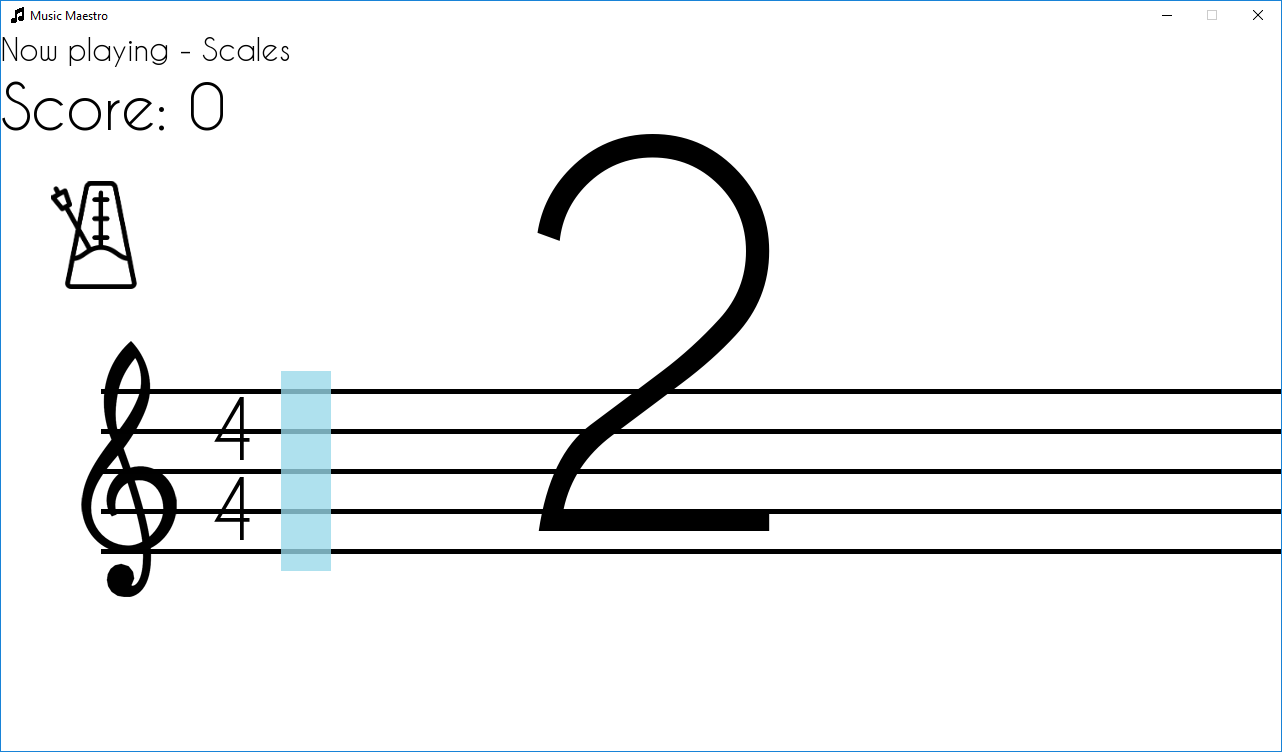 Music Maestro
Now playing - Scales
Score: 0
2
4
4